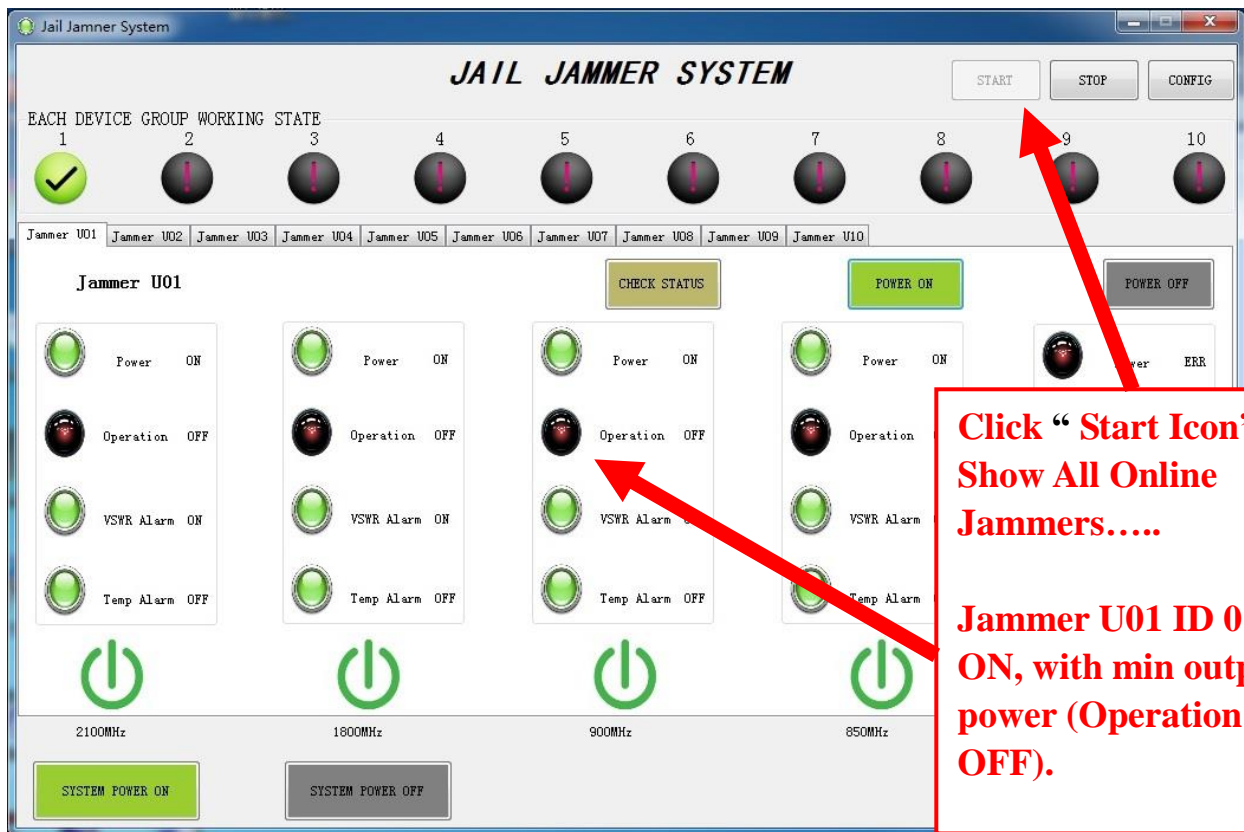 Jail Jamner System
JAIL JAMMER SYSTEM
START STOP CONFIG
EACH DEVICE GROUP WORKING STATE
1 2 3 4 5 6 7 8 9 10
Jammer U01 Jammer U02 Jammer U03 Jammer U04 Jammer U05 Jammer U06 Jammer U07 Jammer U08 Jammer U09 Jammer U10
Jammer U01 CHECK STATUS POWER ON POWER OFF
Power ON Power ON Power ON Power ON ERR
Operation OFF Operation OFF Operation OFF Operation
VSWR Alarm ON VSWR Alarm ON VSWR Alarm VSWR Alarm
Temp Alarm OFF Temp Alarm OFF Temp Alarm OFF Temp Alarm
2100MHz 1800MHz 900MHz 850MHz
SYSTEM POWER ON SYSTEM POWER OFF
Click “ Start Icon”
Show All Online
Jammers…..
Jammer U01 ID 0
ON, with min
power (Operation
OFF).